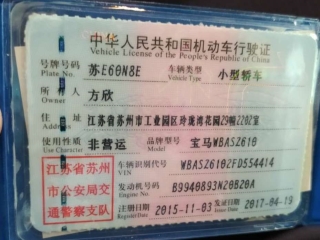 中华人民共和国机动车行驶证
Vehicle License of the People's Republic of China
号牌号码 苏E60N8E 车辆类型 小型轿车
Plate No. Vehicle Type
所有人 方欣
Owner
住址 江苏省苏州市工业园区玲珑湾花园29幢2202室
Address
使用性质 非营运 品牌型号 宝马WBASZ610
Use Character Model
江苏省苏州市公安局交通警察支队
车辆识别代号 WBASZ6102FD554414
VIN
发动机号码 B9940893N20B20A
Engine No.
注册日期 2015-11-03 发证日期 2017-04-19
Register Date Issue Date